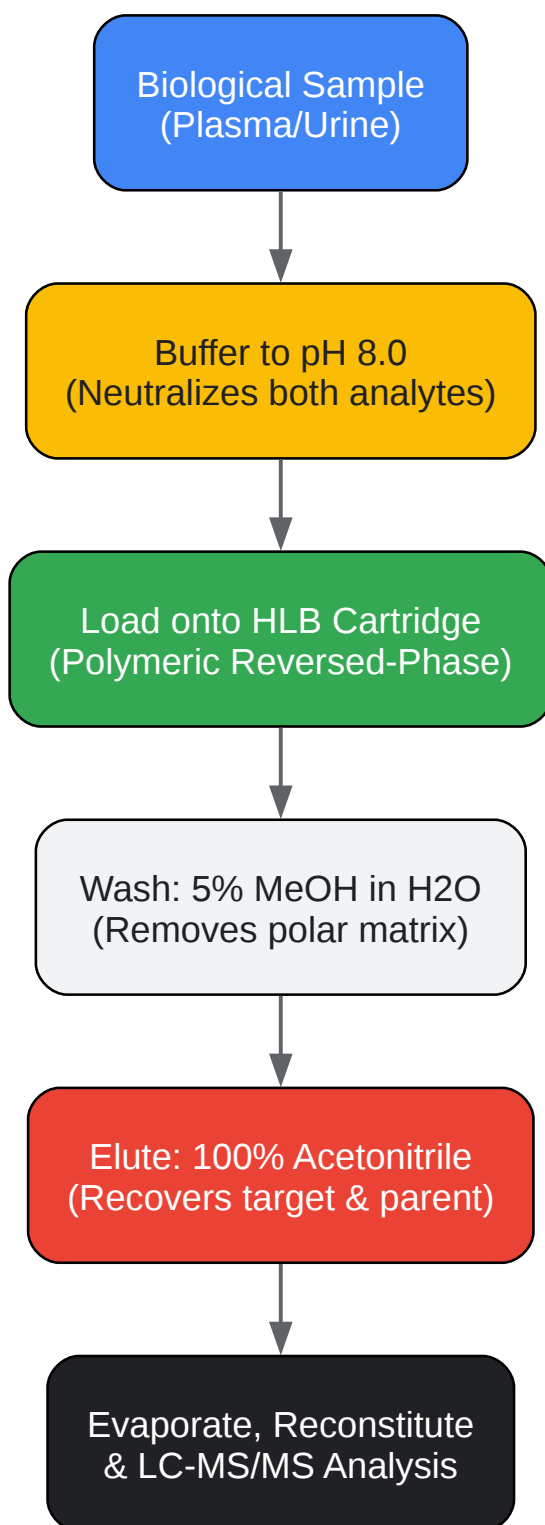 Biological Sample
(Plasma/Urine)
Buffer to pH 8.0
(Neutralizes both analytes)
Load onto HLB Cartridge
(Polymeric Reversed-Phase)
Wash: 5% MeOH in H2O
(Removes polar matrix)
Elute: 100% Acetonitrile
(Recovers target & parent)
Evaporate, Reconstitute
& LC-MS/MS Analysis